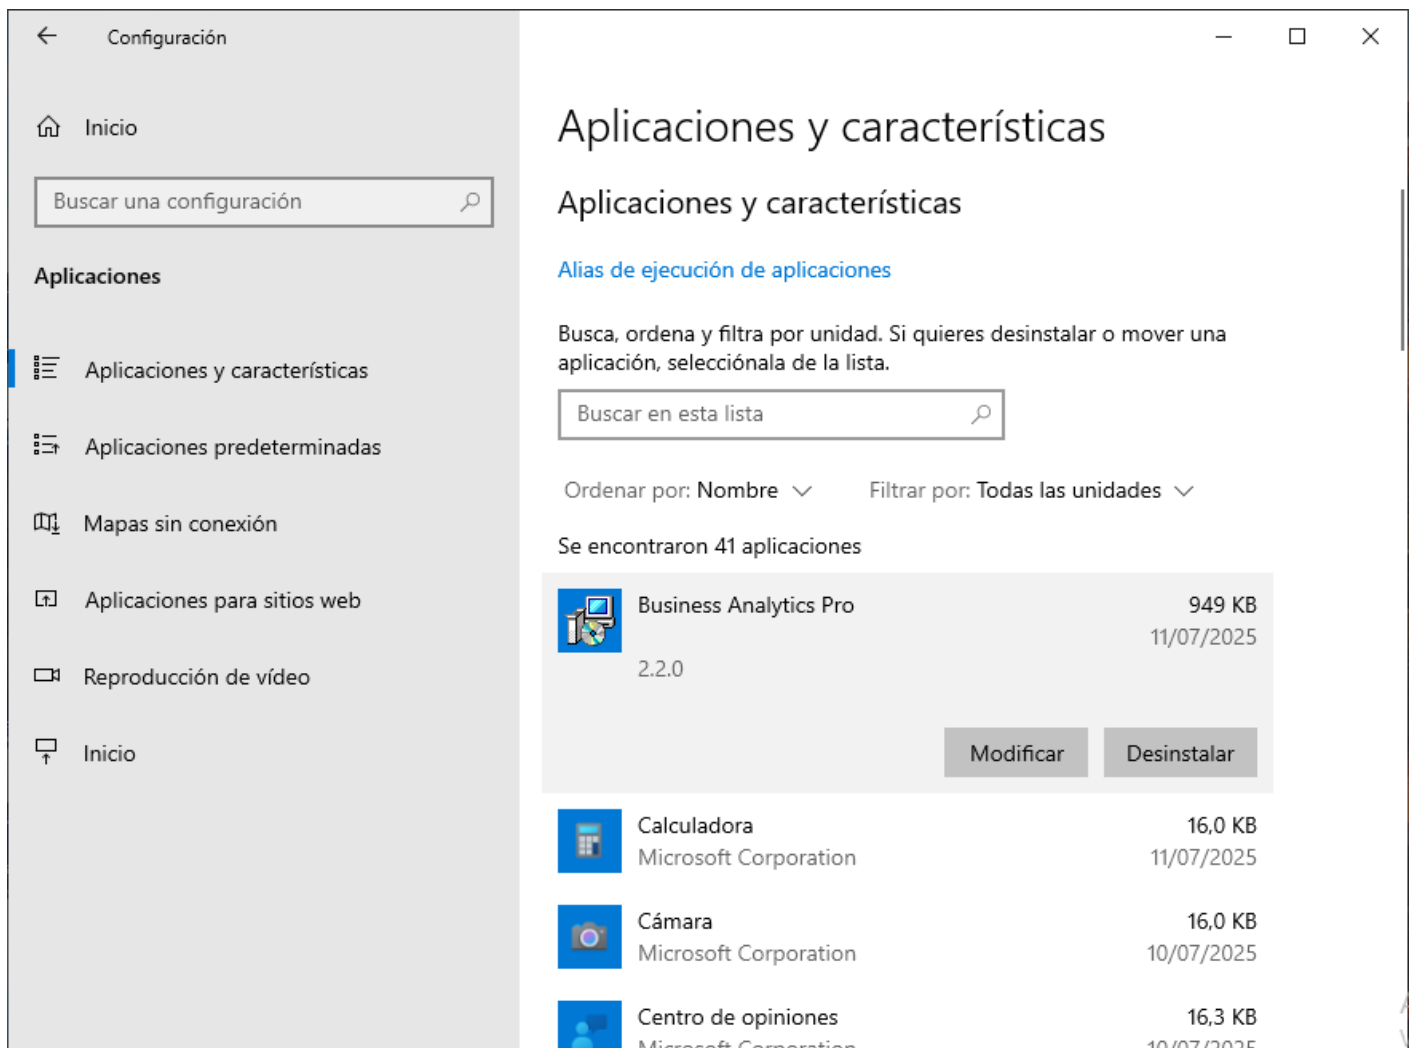 Configuración
Inicio
Buscar una configuración
Aplicaciones
Aplicaciones y características
Aplicaciones predeterminadas
Mapas sin conexión
Aplicaciones para sitios web
Reproducción de vídeo
Inicio
Aplicaciones y características
Aplicaciones y características
Alias de ejecución de aplicaciones
Busca, ordena y filtra por unidad. Si quieres desinstalar o mover una
aplicación, selecciónala de la lista.
Buscar en esta lista
Ordenar por: Nombre Filtrar por: Todas las unidades
Se encontraron 41 aplicaciones
Business Analytics Pro 949 KB
11/07/2025
2.2.0
Modificar Desinstalar
Calculadora 16,0 KB
Microsoft Corporation 11/07/2025
Cámara 16,0 KB
Microsoft Corporation 10/07/2025
Centro de opiniones 16,3 KB
Microsoft Corporation 10/07/2025